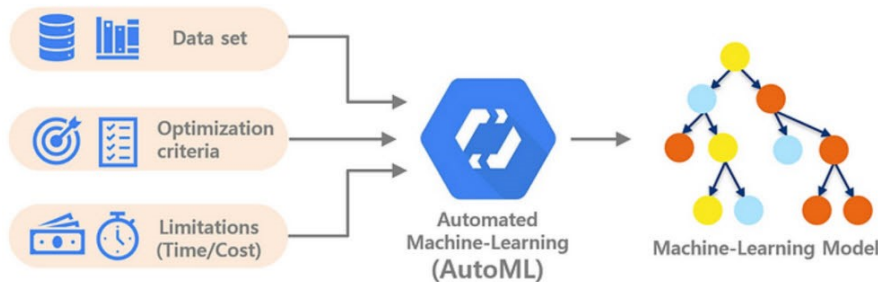 Data set
Optimization
criteria
Limitations
(Time/Cost)
Automated
Machine-Learning
(AutoML)
Machine-Learning Model